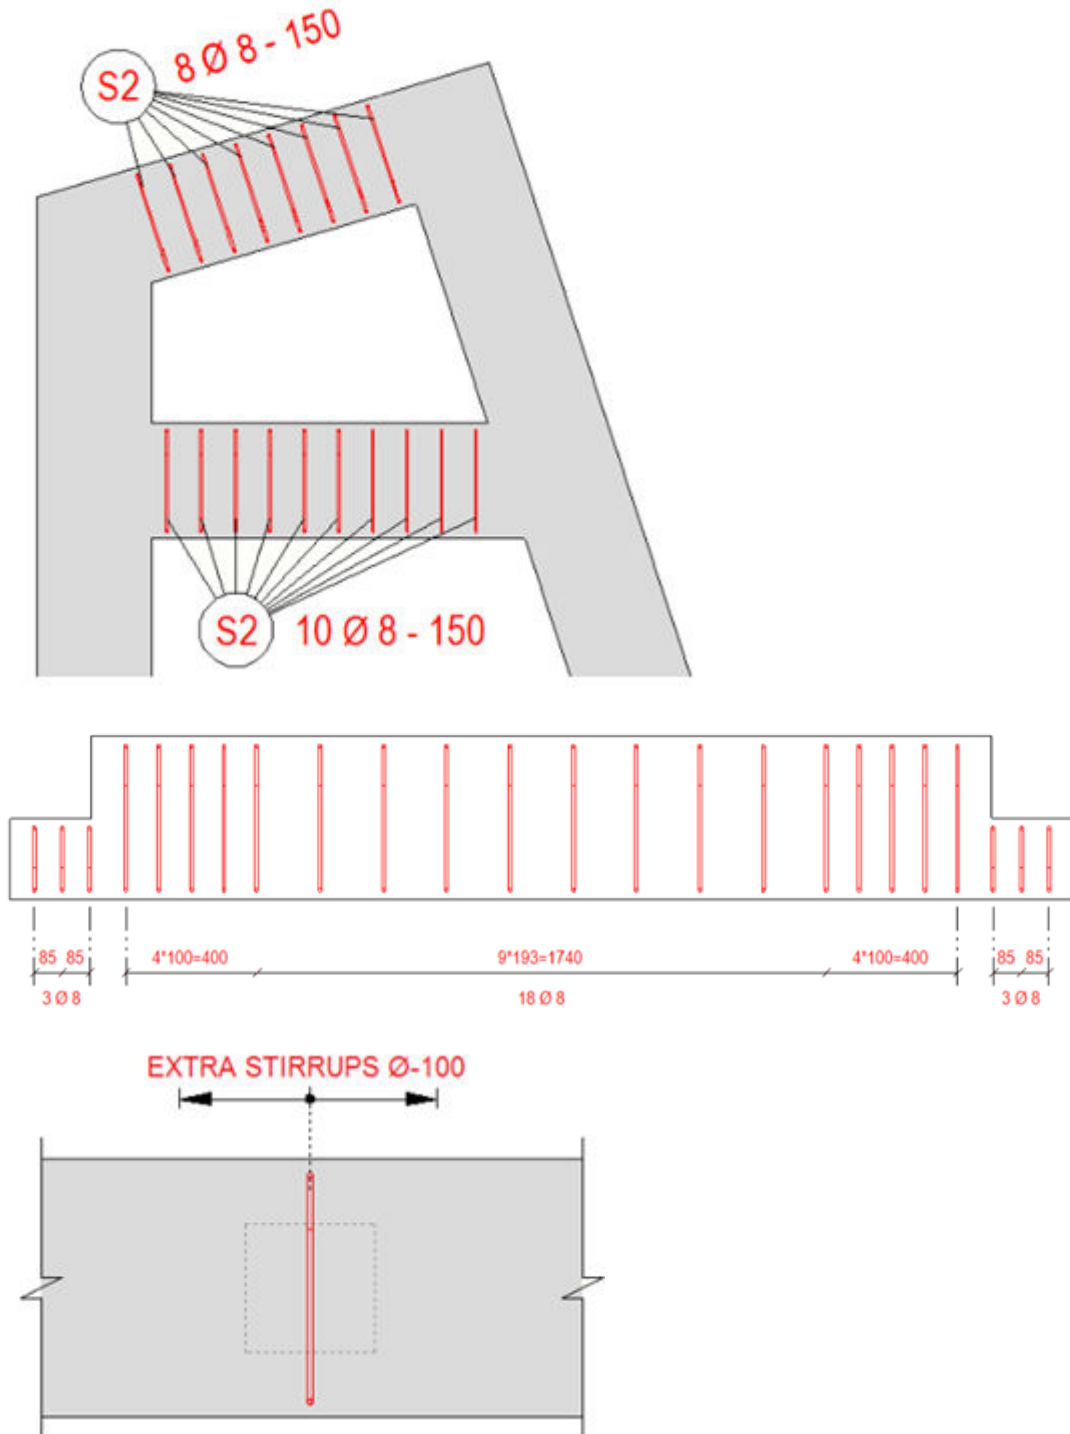 S2 8 Ø 8 - 150
S2 10 Ø 8 - 150
85 85 4*100=400 9*193=1740 4*100=400 85 85
3 Ø 8 18 Ø 8 3 Ø 8
EXTRA STIRRUPS Ø-100